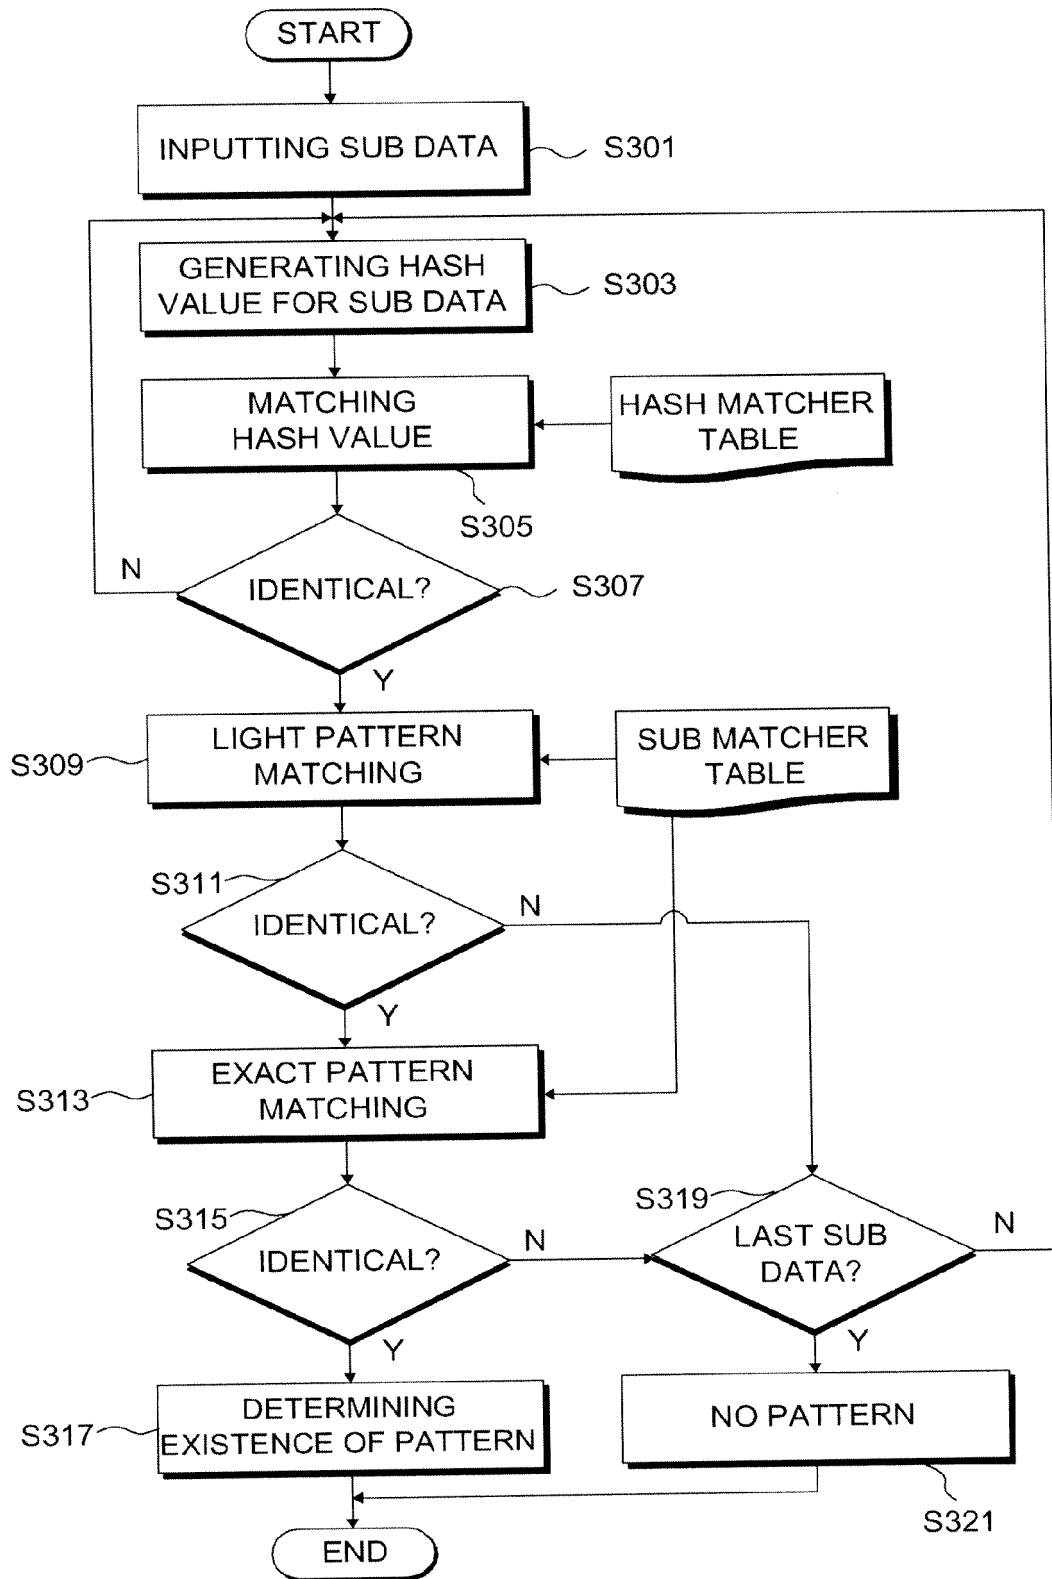 START
INPUTTING SUB DATA
S301
GENERATING HASH
VALUE FOR SUB DATA
S303
MATCHING
HASH VALUE
HASH MATCHER
TABLE
S305
N
IDENTICAL?
S307
Y
S309
LIGHT PATTERN
MATCHING
SUB MATCHER
TABLE
S311
IDENTICAL?
N
Y
S313
EXACT PATTERN
MATCHING
S315
IDENTICAL?
N
S319
LAST SUB
DATA?
N
Y
Y
S317
DETERMINING
EXISTENCE OF PATTERN
NO PATTERN
S321
END